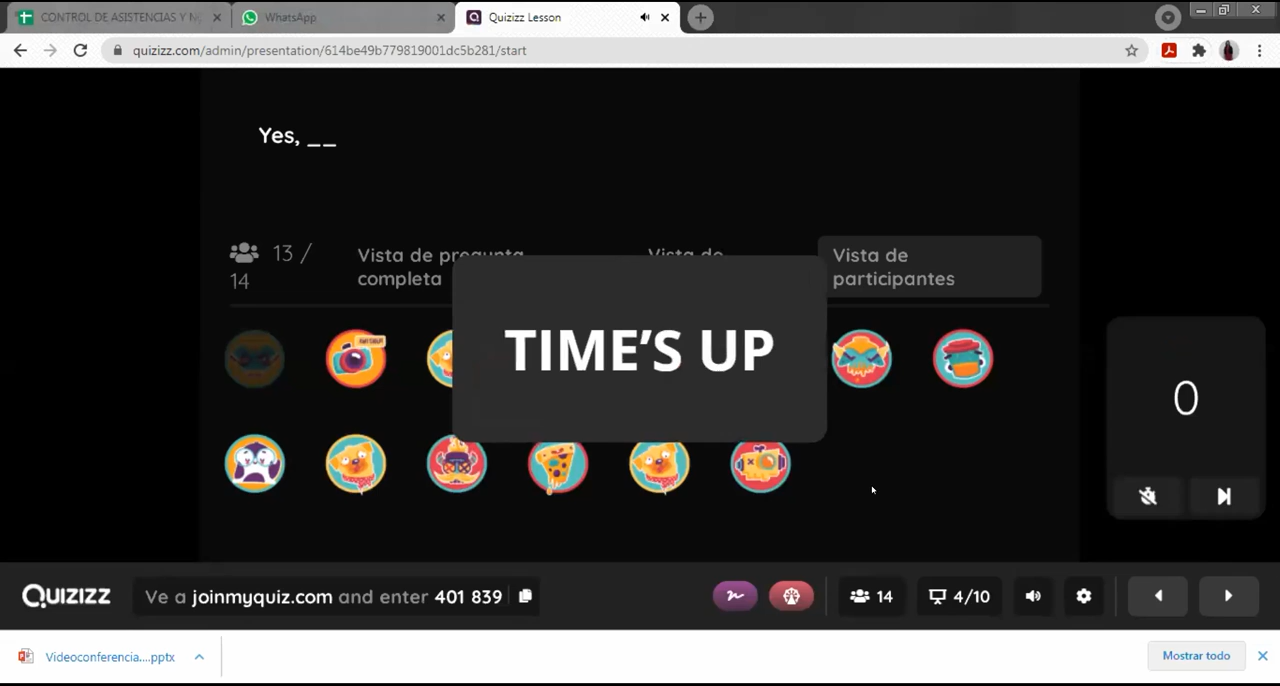 CONTROL DE ASISTENCIAS Y N
WhatsApp
Quizizz Lesson
quizizz.com/admin/presentation/614be49b779819001dc5b281/start
Yes, __
13 /
14
Vista de pregunta
completa
Vista de
Vista de
participantes
TIME'S UP
0
QUIZIZZ
Ve a joinmyquiz.com and enter 401 839
14
4/10
Videoconferencia....pptx
Mostrar todo